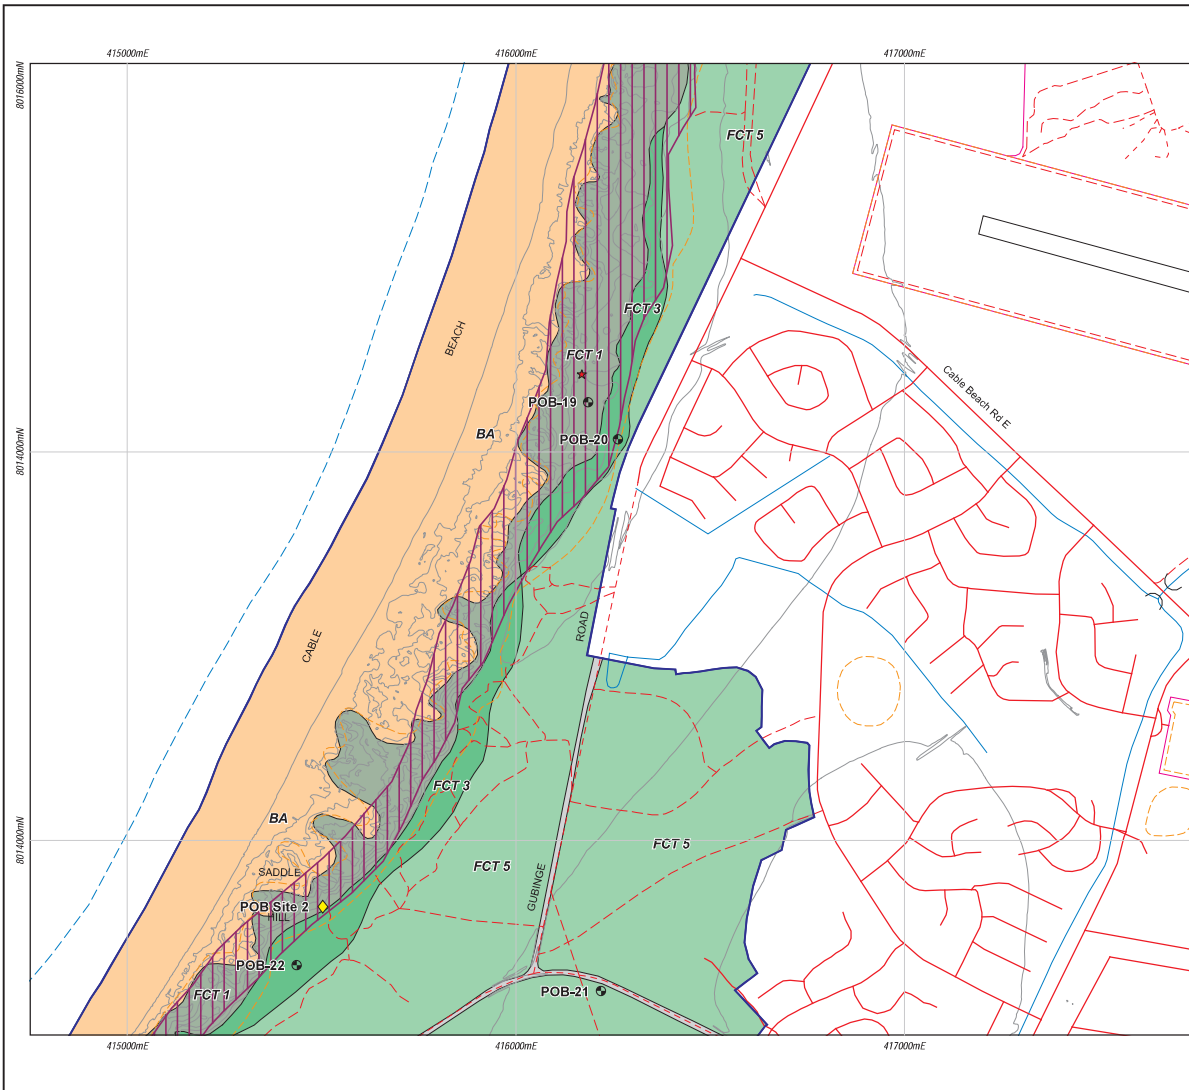 415000mE
416000mE
417000mE
8016000mN
FCT 5
FCT 3
BEACH
FCT 1
Cable Beach Rd E
POB-19
BA
POB-20
8014000mN
ROAD
CABLE
FCT 3
BA
8014000mN
FCT 5
SADDLE
FCT 5
GUBINGE
POB Site 2
HILL
POB-22
POB-21
FCT 1
415000mE
416000mE
417000mE